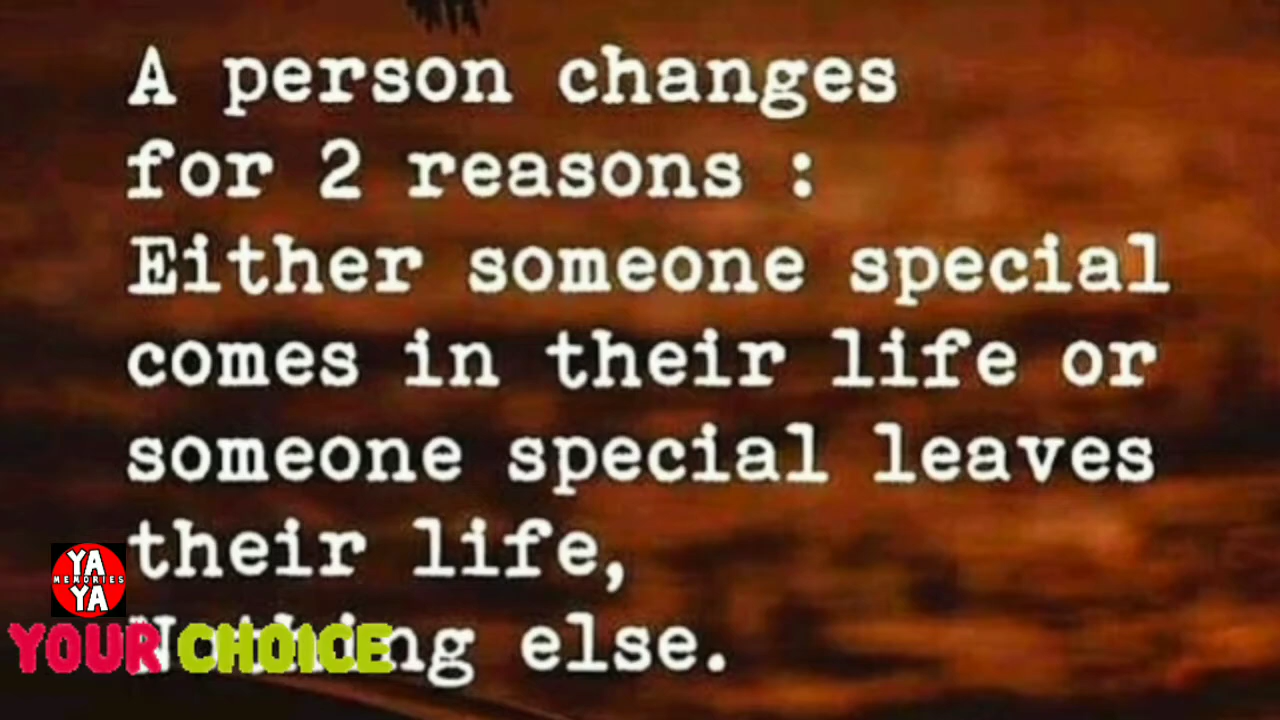 A person changes
for 2 reasons :
Either someone special
comes in their life or
someone special leaves
their life,
Nothing else.
YA
MEMORIES
YA
YOUR CHOICE